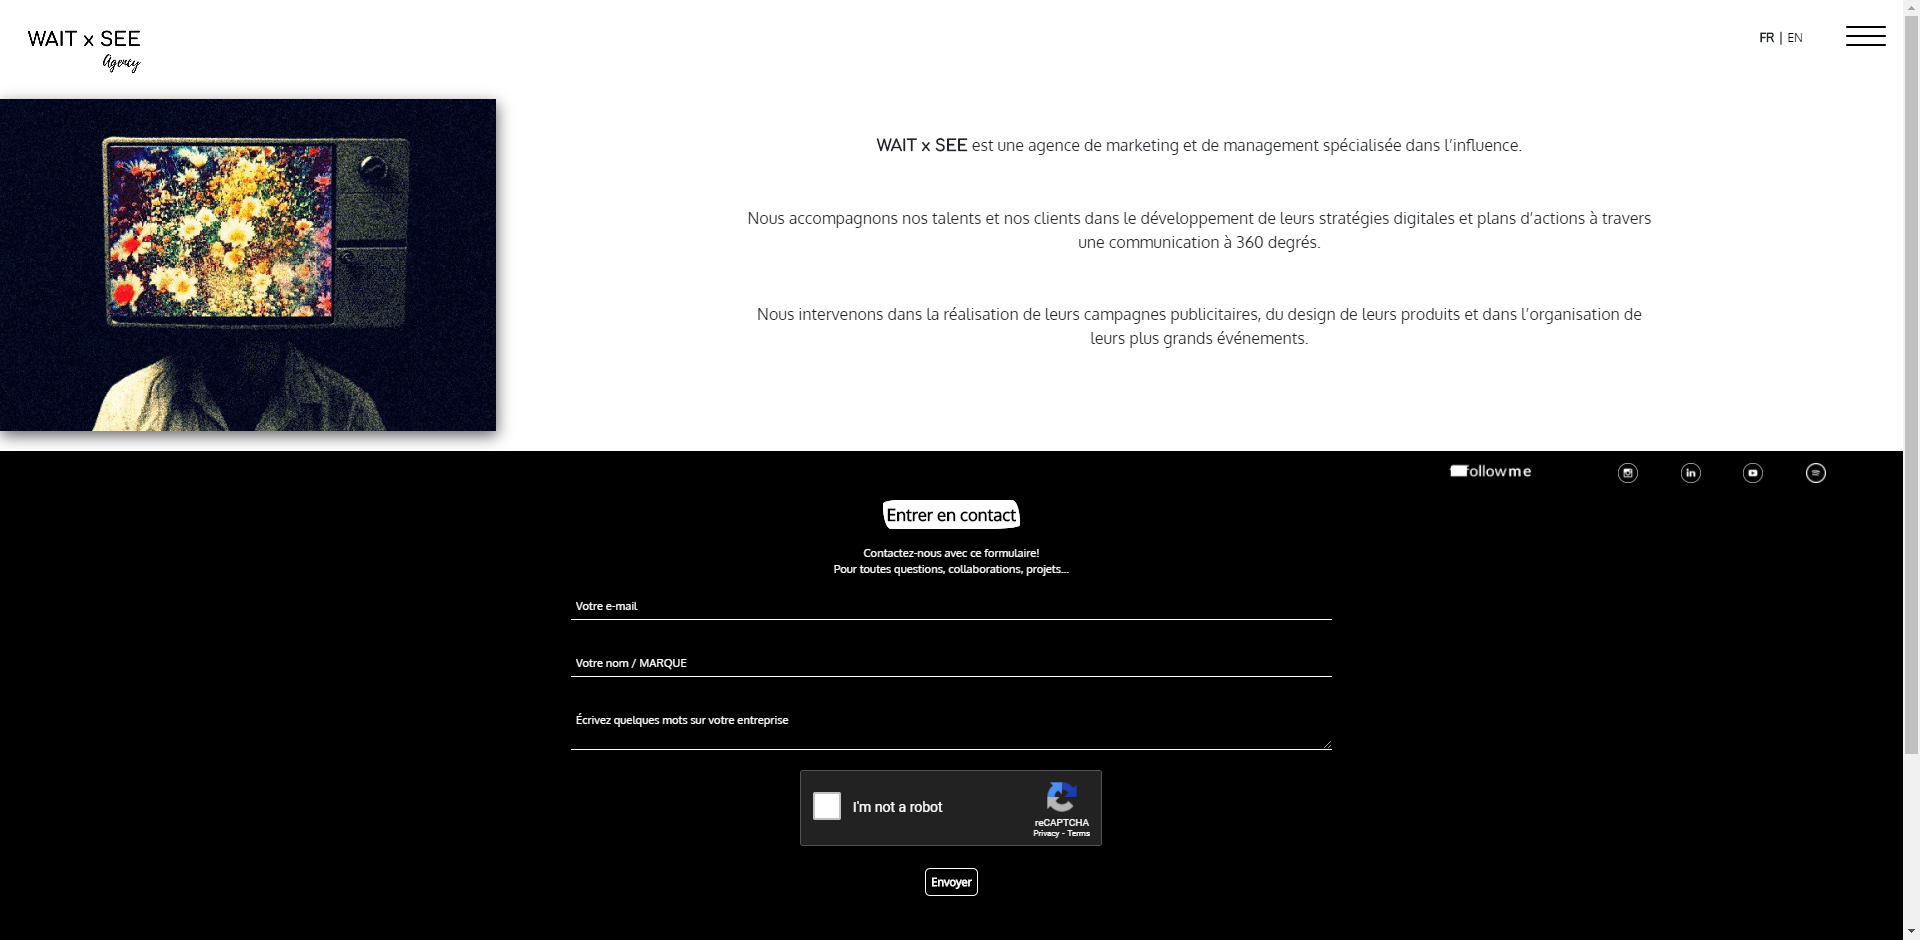 WAIT x SEE
Agency
FR | EN
WAIT x SEE est une agence de marketing et de management spécialisée dans l’influence.
Nous accompagnons nos talents et nos clients dans le développement de leurs stratégies digitales et plans d’actions à travers
une communication à 360 degrés.
Nous intervenons dans la réalisation de leurs campagnes publicitaires, du design de leurs produits et dans l’organisation de
leurs plus grands événements.
followme
Entrer en contact
Contactez-nous avec ce formulaire!
Pour toutes questions, collaborations, projets...
Votre e-mail
Votre nom / MARQUE
Écrivez quelques mots sur votre entreprise
I'm not a robot
reCAPTCHA
Privacy - Terms
Envoyer